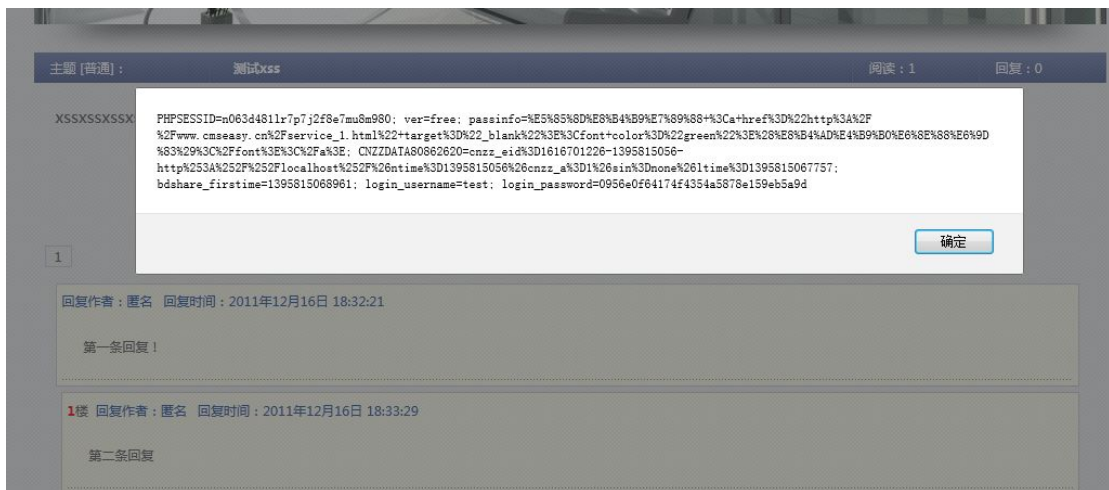 主题 [普通]： 测试xss 阅读：1 回复：0
XSSXSSXSSX
PHPSESSID=n063d481lr7p7j2f8e7mu8m980; ver=free; passinfo=%E5%85%8D%E8%B4%B9%E7%89%88+%3Ca+href%3D%22http%3A%2F
%2Fwww.cmseasy.cn%2Fservice_1.html%22+target%3D%22_blank%22%3E%3Cfont+color%3D%22green%22%3E%28%E8%B4%AD%E4%B9%B0%E6%8E%88%E6%9D
%83%29%3C%2Ffont%3E%3C%2Fa%3E; CNZZDATA80862620=cnzz_eid%3D1616701226-1395815056-
http%253A%252F%252Flocalhost%252F%26ntime%3D1395815056%26cnzz_a%3D1%26sin%3Dnone%26ltime%3D1395815067757;
bdshare_firstime=1395815068961; login_username=test; login_password=0956e0f64174f4354a5878e159eb5a9d
确定
1
回复作者：匿名 回复时间：2011年12月16日 18:32:21
第一条回复！
1楼 回复作者：匿名 回复时间：2011年12月16日 18:33:29
第二条回复